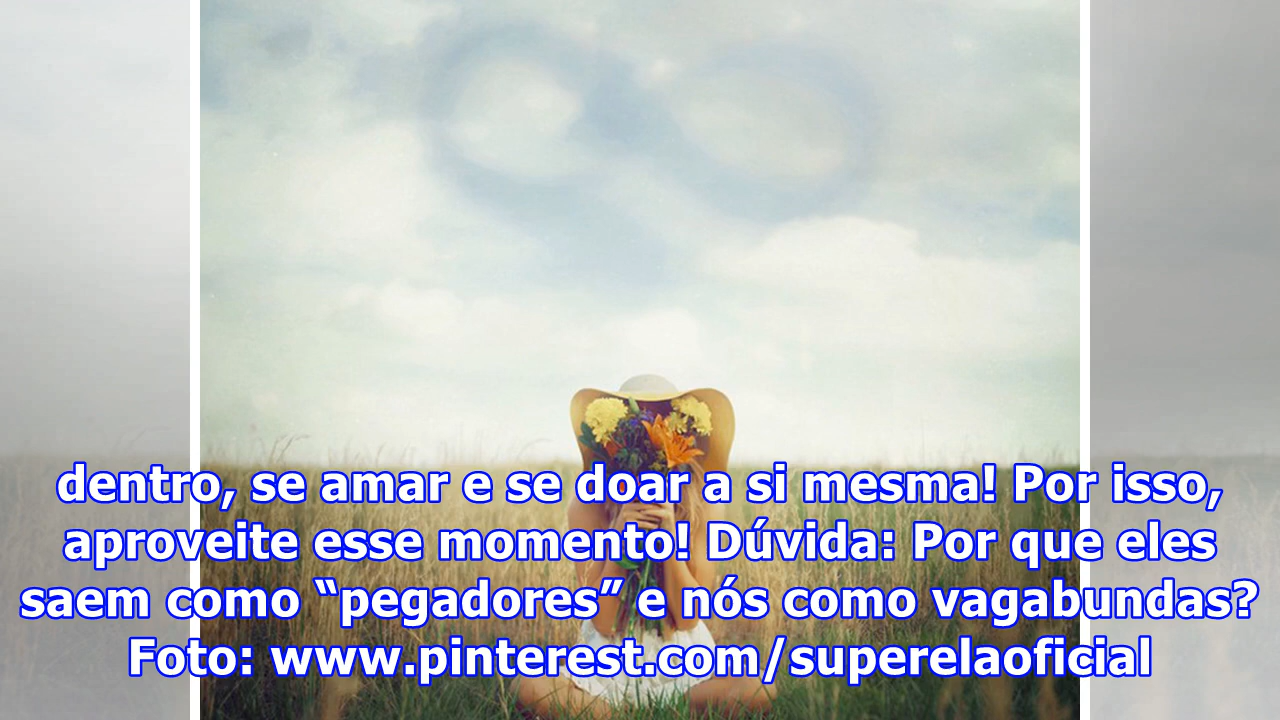 dentro, se amar e se doar a si mesma! Por isso,
aproveite esse momento! Dúvida: Por que eles
saem como “pegadores” e nós como vagabundas?
Foto: www.pinterest.com/superelaoficial